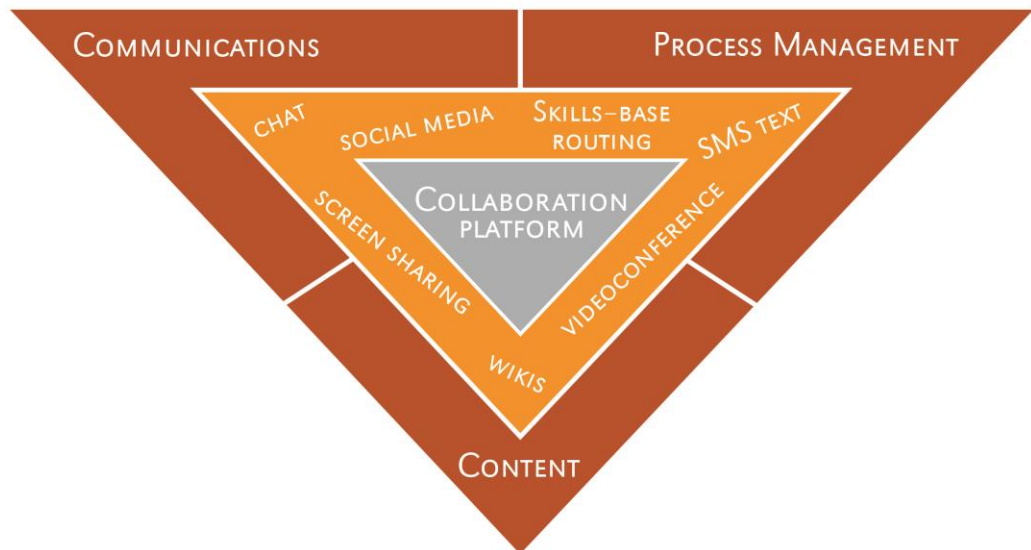 Communications
Process Management
chat
social media
Skills-base
routing
SMS text
Collaboration
platform
screen sharing
videoconference
wikis
Content